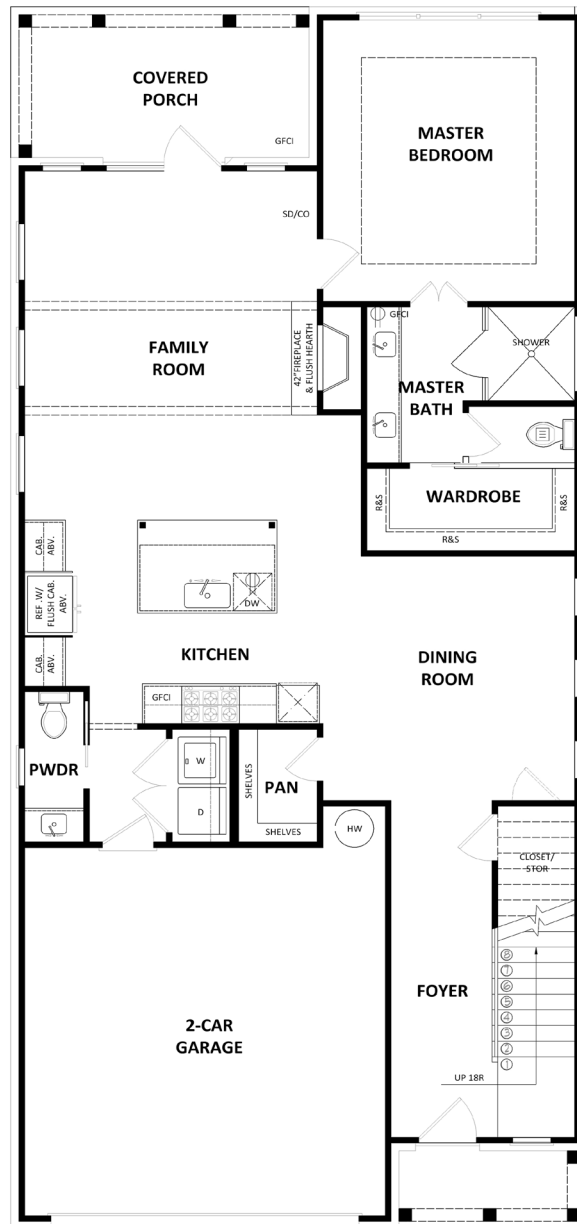 COVERED
PORCH
GFCI
MASTER
BEDROOM
SD/CO
FAMILY
ROOM
42"FIREPLACE
& FLUSH HEARTH
GFCI
SHOWER
MASTER
BATH
WARDROBE
R&S
R&S
R&S
CAB.
ABV.
REF. W/
FLUSH CAB.
ABV.
CAB.
ABV.
DW
KITCHEN
GFCI
DINING
ROOM
PWDR
W
D
SHELVES
PAN
SHELVES
HW
CLOSET/
STOR
FOYER
8
7
6
5
4
3
2
1
UP 18R
2-CAR
GARAGE